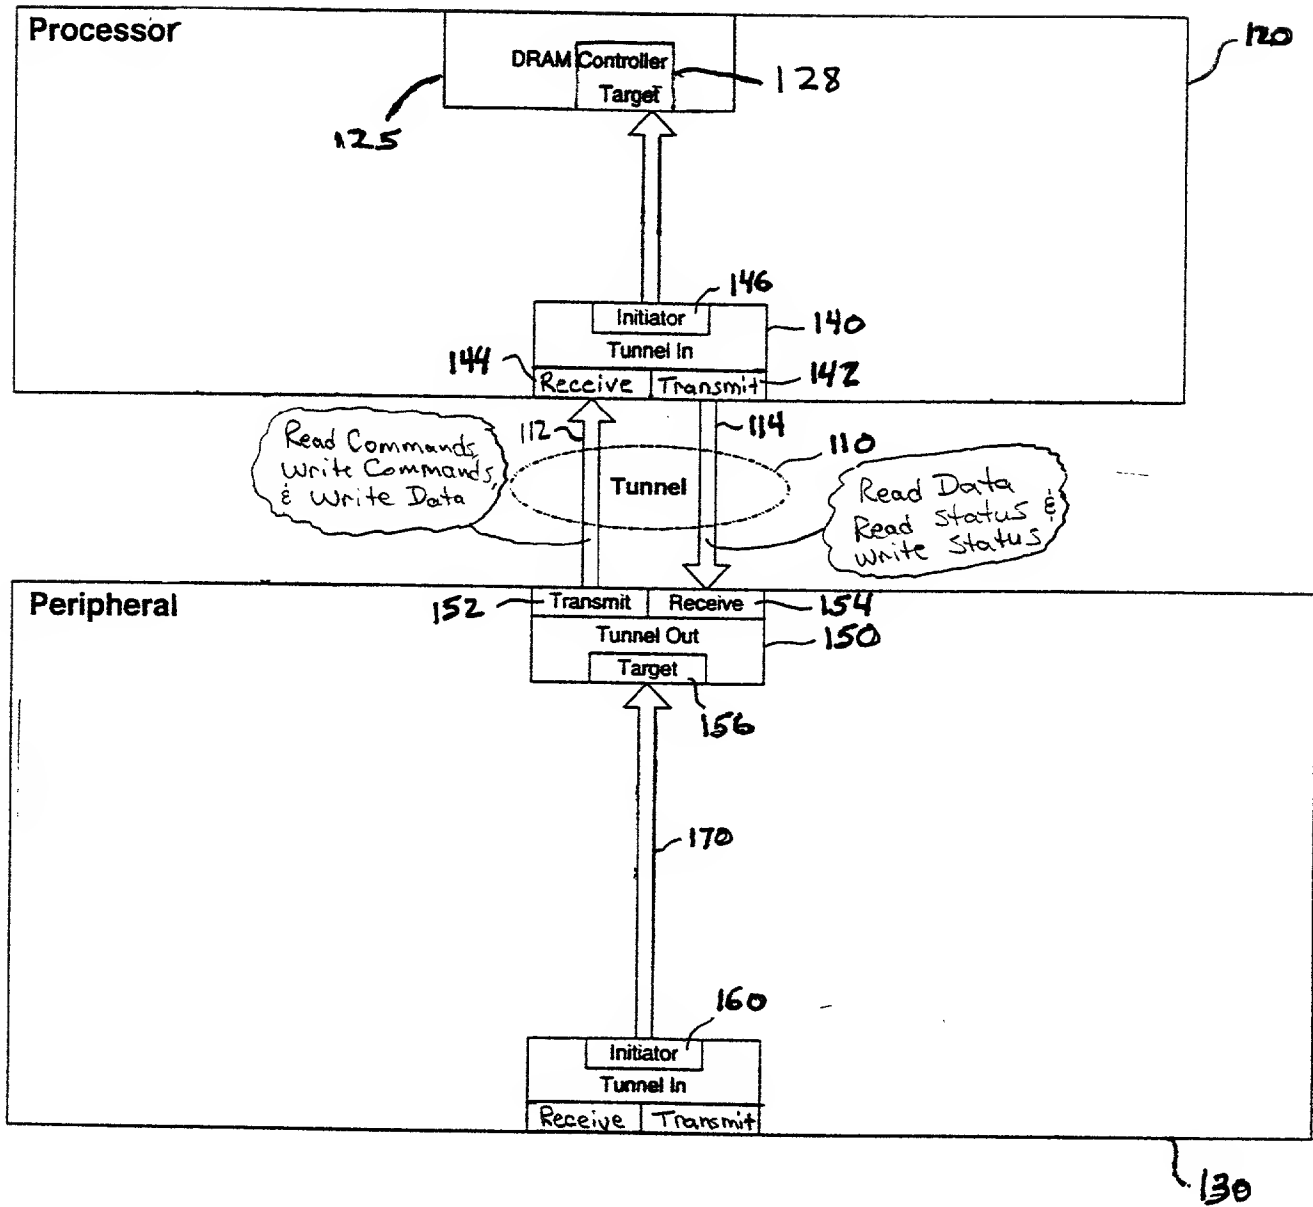 Processor
120
DRAM Controller
128
Target
125
146
Initiator
140
Tunnel In
144
142
Receive
Transmit
112
114
110
Read Commands,
Write Commands,
& Write Data
Tunnel
Read Data
Read Status &
Write Status
Peripheral
152
Transmit
Receive
154
Tunnel Out
150
Target
156
170
160
Initiator
Tunnel In
Receive
Transmit
130